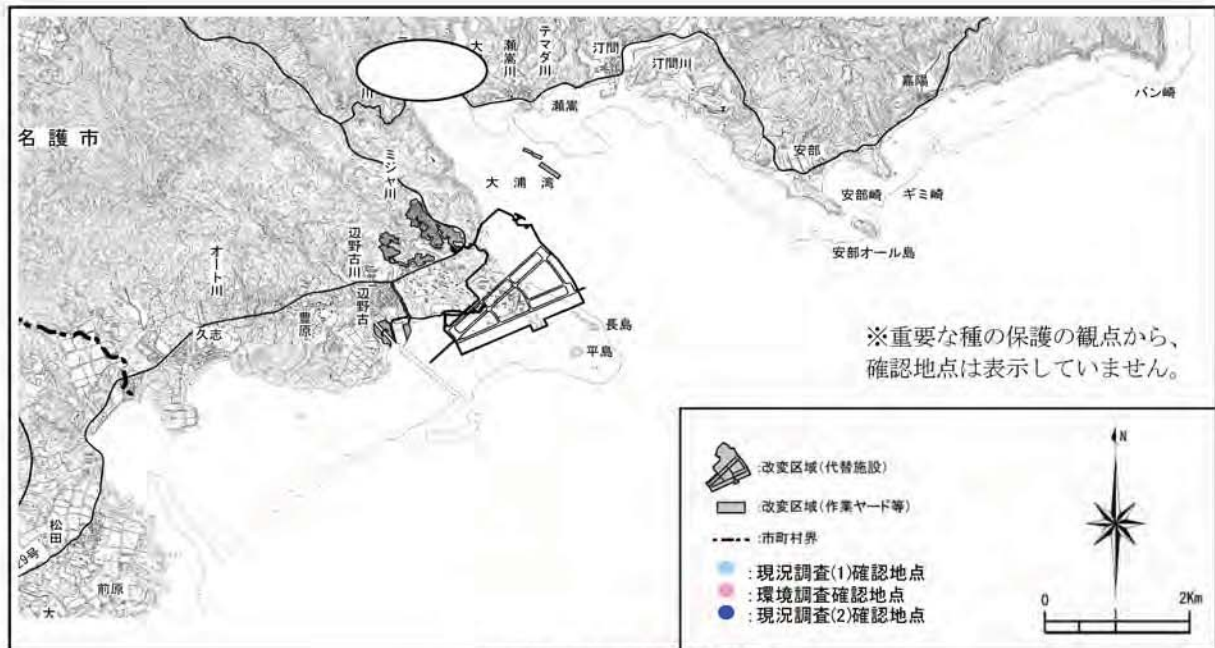 大
瀬嵩川
テマダ川
汀間
汀間川
嘉陽
バン崎
川
瀬嵩
名護市
ミジャ川
大浦湾
安部
安部崎
ギミ崎
安部オール島
辺野古川
オート川
辺野古
豊原
久志
長島
平島
※重要な種の保護の観点から、
確認地点は表示していません。
松田
29号
前原
大
:改変区域(代替施設)
:改変区域(作業ヤード等)
:市町村界
:現況調査(1)確認地点
:環境調査確認地点
:現況調査(2)確認地点
N
0 2Km